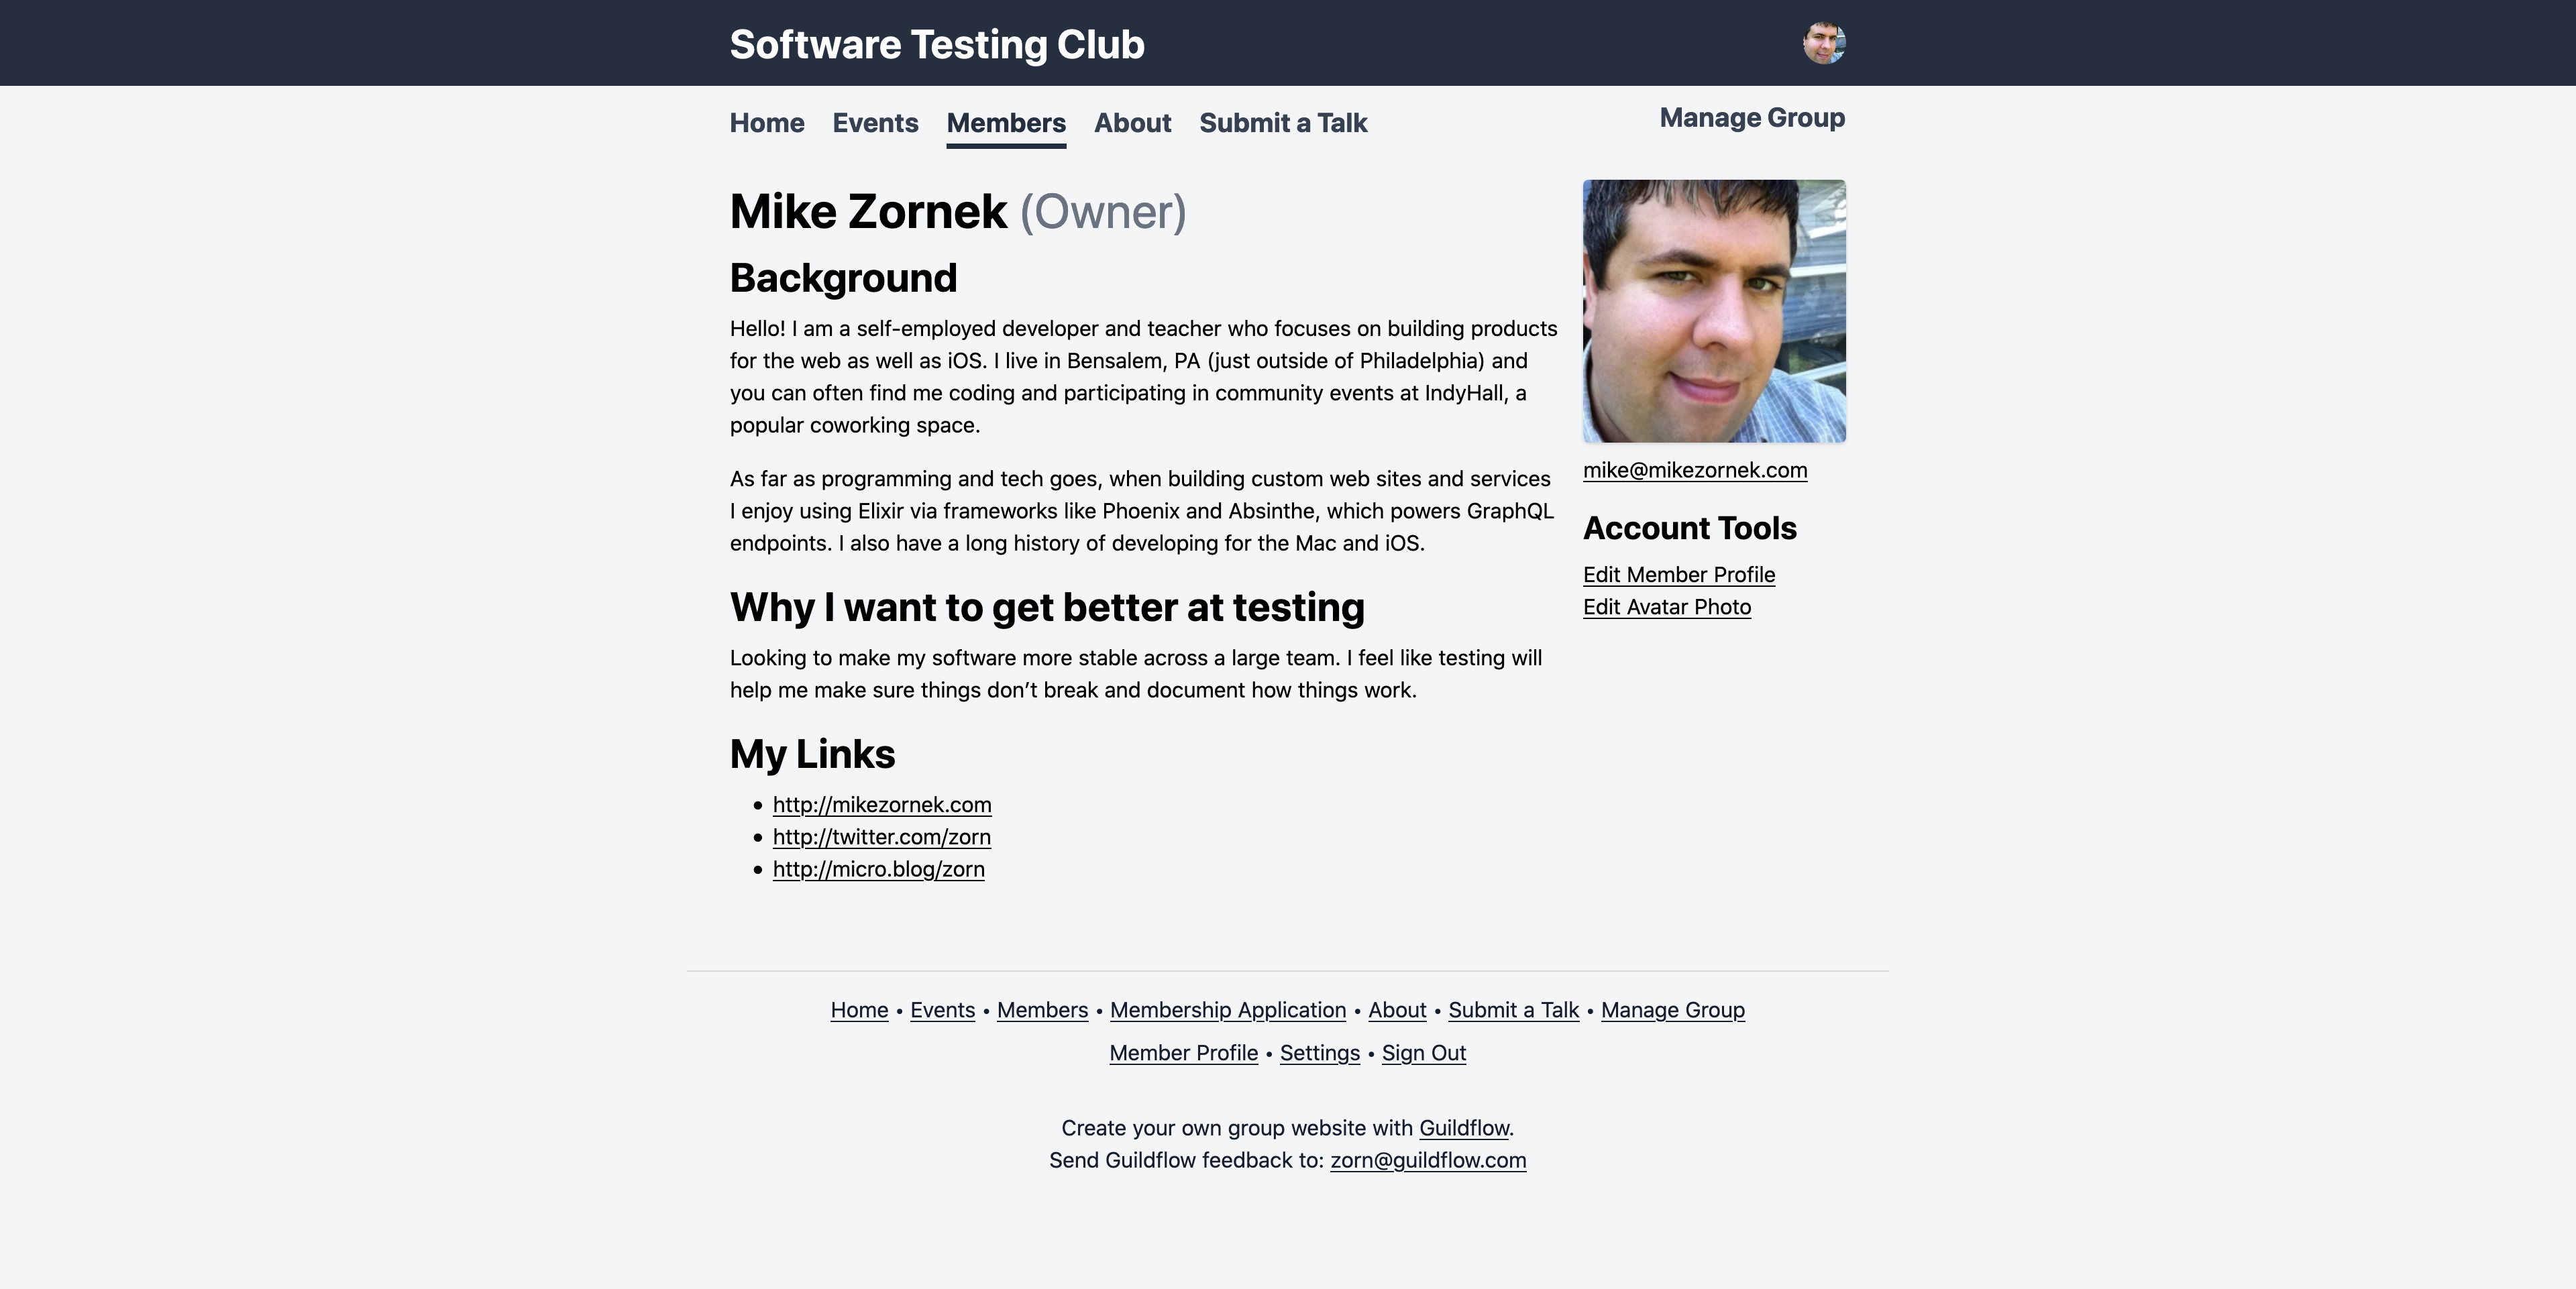 Software Testing Club
Home Events Members About Submit a Talk Manage Group
Mike Zornek (Owner)
Background
Hello! I am a self-employed developer and teacher who focuses on building products
for the web as well as iOS. I live in Bensalem, PA (just outside of Philadelphia) and
you can often find me coding and participating in community events at IndyHall, a
popular coworking space.
As far as programming and tech goes, when building custom web sites and services
I enjoy using Elixir via frameworks like Phoenix and Absinthe, which powers GraphQL
endpoints. I also have a long history of developing for the Mac and iOS.
Why I want to get better at testing
Looking to make my software more stable across a large team. I feel like testing will
help me make sure things don’t break and document how things work.
My Links
• http://mikezornek.com
• http://twitter.com/zorn
• http://micro.blog/zorn
mike@mikezornek.com
Account Tools
Edit Member Profile
Edit Avatar Photo
Home • Events • Members • Membership Application • About • Submit a Talk • Manage Group
Member Profile • Settings • Sign Out
Create your own group website with Guildflow.
Send Guildflow feedback to: zorn@guildflow.com